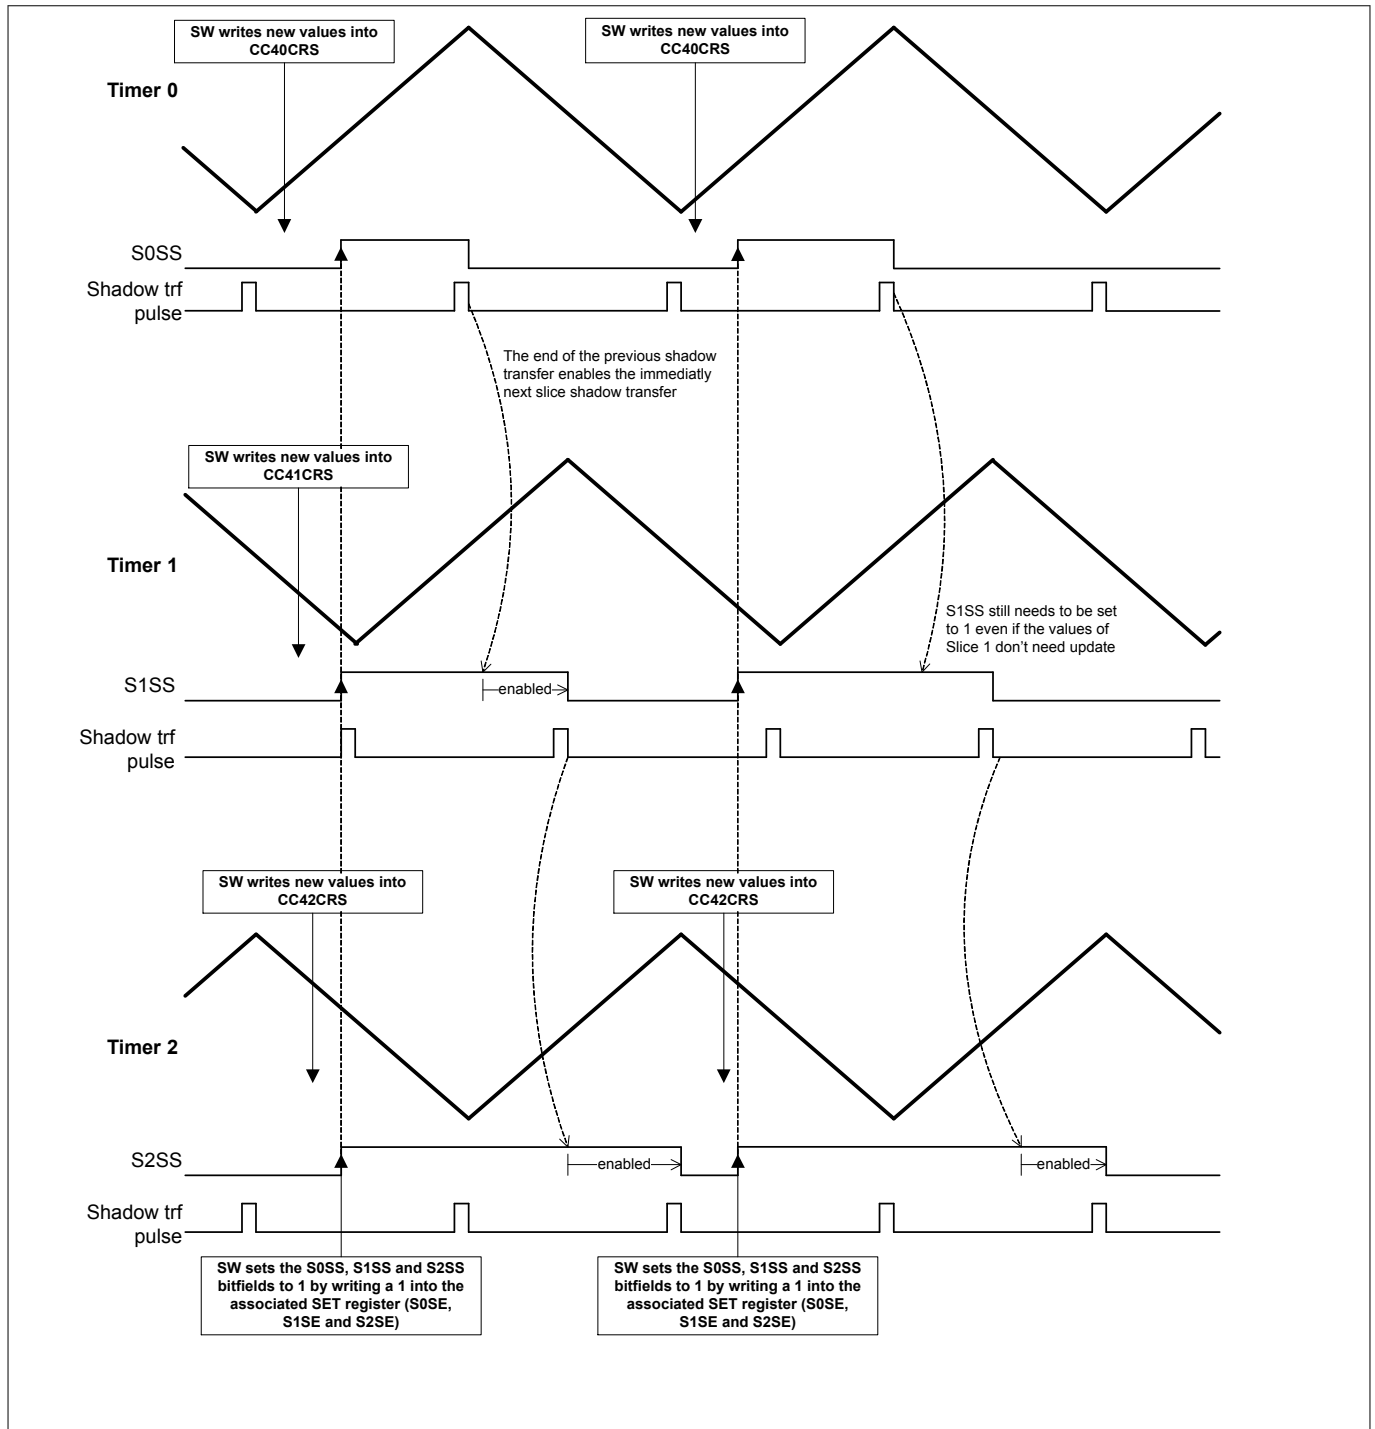 SW writes new values into
CC40CRS
SW writes new values into
CC40CRS
Timer 0
S0SS
Shadow trf
pulse
The end of the previous shadow
transfer enables the immediatly
next slice shadow transfer
SW writes new values into
CC41CRS
Timer 1
S1SS still needs to be set
to 1 even if the values of
Slice 1 don't need update
S1SS
enabled
Shadow trf
pulse
SW writes new values into
CC42CRS
SW writes new values into
CC42CRS
Timer 2
S2SS
enabled
enabled
Shadow trf
pulse
SW sets the S0SS, S1SS and S2SS
bitfields to 1 by writing a 1 into the
associated SET register (S0SE,
S1SE and S2SE)
SW sets the S0SS, S1SS and S2SS
bitfields to 1 by writing a 1 into the
associated SET register (S0SE,
S1SE and S2SE)